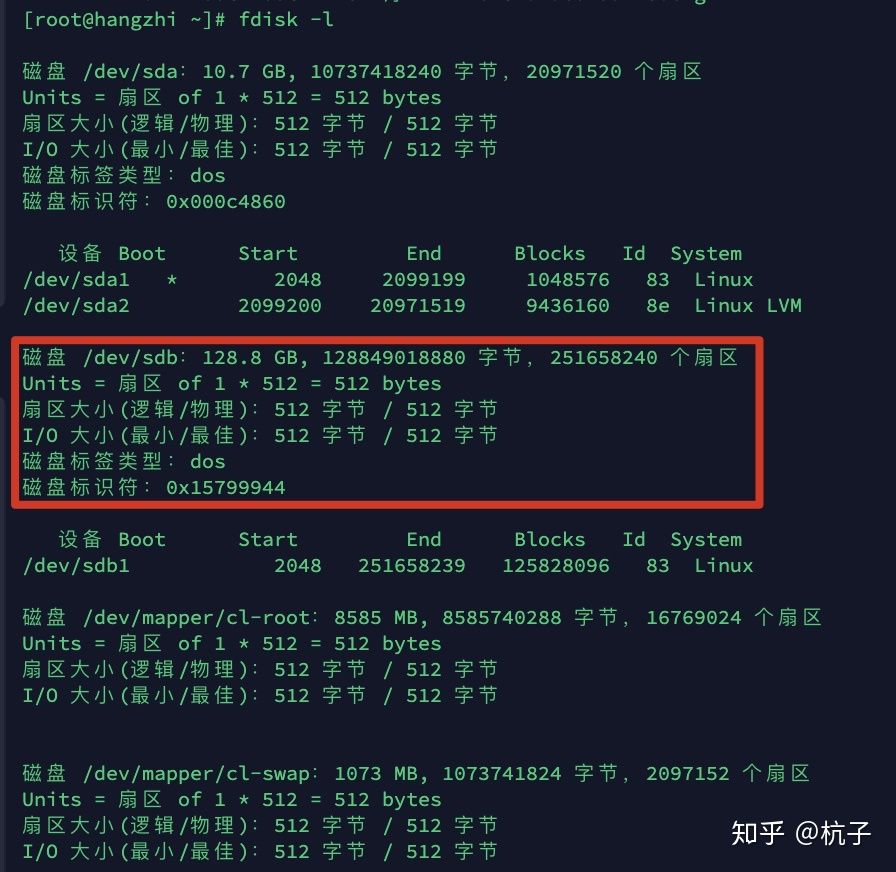 [root@hangzhi ~]# fdisk -l
磁盘 /dev/sda：10.7 GB, 10737418240 字节，20971520 个扇区
Units = 扇区 of 1 * 512 = 512 bytes
扇区大小(逻辑/物理)：512 字节 / 512 字节
I/O 大小(最小/最佳)：512 字节 / 512 字节
磁盘标签类型：dos
磁盘标识符：0x000c4860
设备 Boot      Start         End      Blocks   Id  System
/dev/sda1   *        2048     2099199     1048576   83  Linux
/dev/sda2         2099200    20971519     9436160   8e  Linux LVM
磁盘 /dev/sdb：128.8 GB, 128849018880 字节，251658240 个扇区
Units = 扇区 of 1 * 512 = 512 bytes
扇区大小(逻辑/物理)：512 字节 / 512 字节
I/O 大小(最小/最佳)：512 字节 / 512 字节
磁盘标签类型：dos
磁盘标识符：0x15799944
设备 Boot      Start         End      Blocks   Id  System
/dev/sdb1            2048   251658239   125828096   83  Linux
磁盘 /dev/mapper/cl-root：8585 MB, 8585740288 字节，16769024 个扇区
Units = 扇区 of 1 * 512 = 512 bytes
扇区大小(逻辑/物理)：512 字节 / 512 字节
I/O 大小(最小/最佳)：512 字节 / 512 字节
磁盘 /dev/mapper/cl-swap：1073 MB, 1073741824 字节，2097152 个扇区
Units = 扇区 of 1 * 512 = 512 bytes
扇区大小(逻辑/物理)：512 字节 / 512 字节
I/O 大小(最小/最佳)：512 字节 / 512 字节
知乎 @杭子